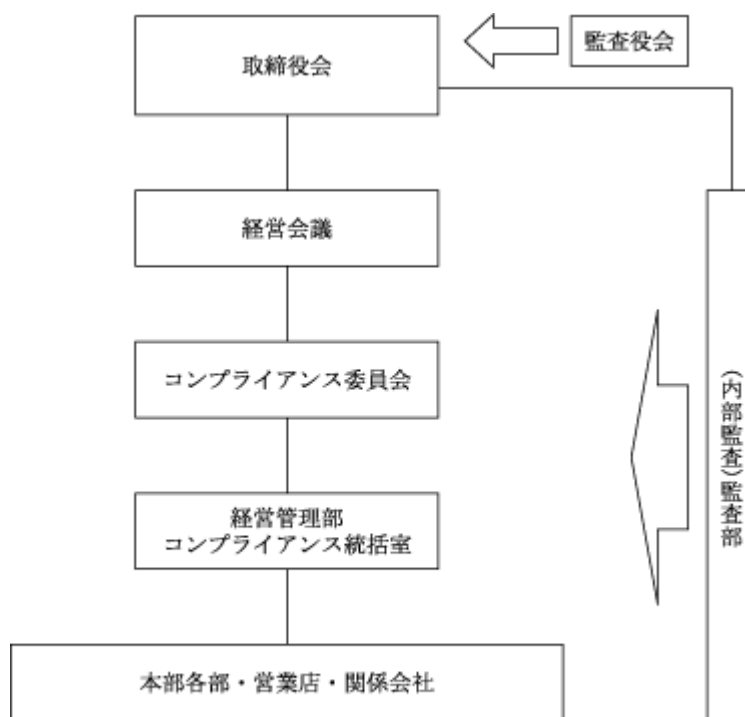 取締役会
監査役会
経営会議
コンプライアンス委員会
経営管理部
コンプライアンス統括室
本部各部・営業店・関係会社
(内部監査)監査部